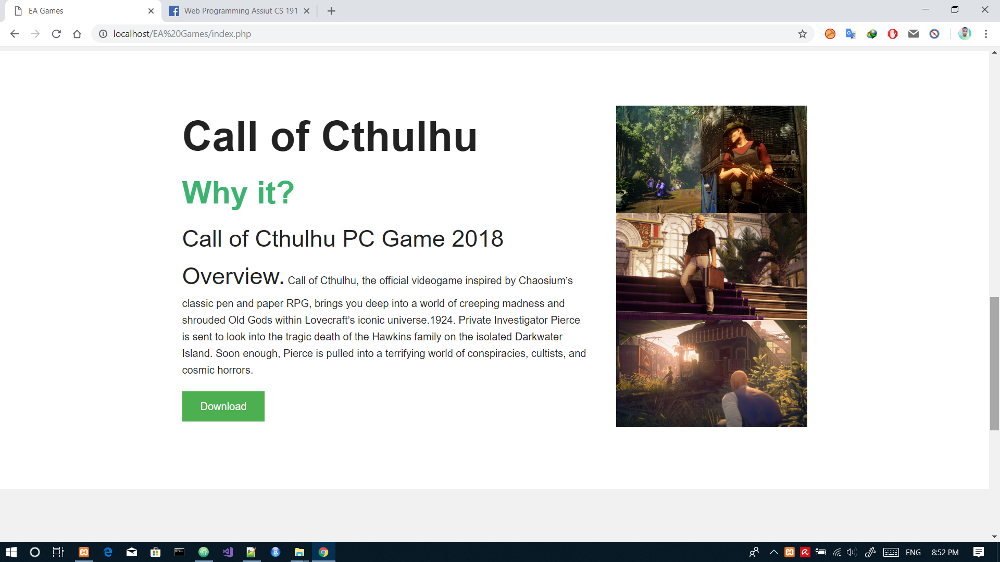 EA Games
Web Programming Assiut CS 191
localhost/EA%20Games/index.php
Call of Cthulhu
Why it?
Call of Cthulhu PC Game 2018
Overview. Call of Cthulhu, the official videogame inspired by Chaosium’s
classic pen and paper RPG, brings you deep into a world of creeping madness and
shrouded Old Gods within Lovecraft’s iconic universe.1924. Private Investigator Pierce
is sent to look into the tragic death of the Hawkins family on the isolated Darkwater
Island. Soon enough, Pierce is pulled into a terrifying world of conspiracies, cultists, and
cosmic horrors.
Download
ENG
8:52 PM